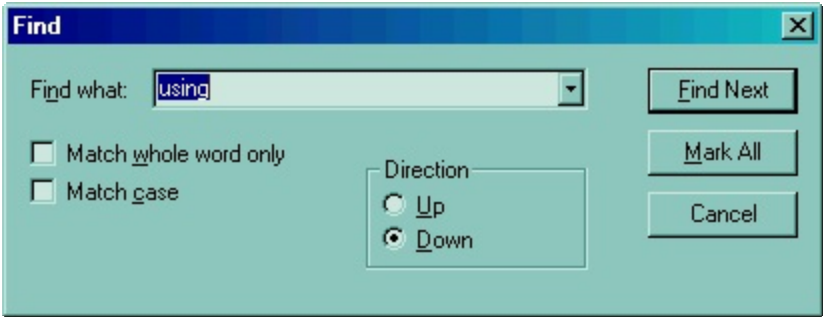 Find
Find what: using Find Next
Match whole word only
Match case
Direction
Up
Down
Mark All
Cancel